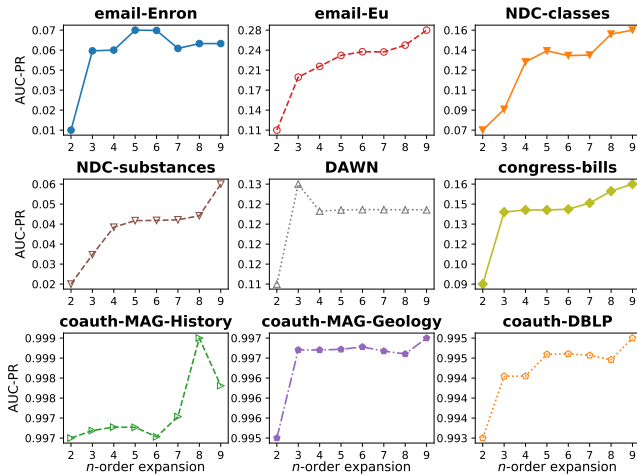 email-Enron
AUC-PR
0.07
0.06
0.04
0.03
0.01
2 3 4 5 6 7 8 9
email-Eu
0.28
0.24
0.21
0.17
0.14
0.11
2 3 4 5 6 7 8 9
NDC-classes
0.16
0.14
0.12
0.11
0.09
0.07
2 3 4 5 6 7 8 9
NDC-substances
AUC-PR
0.06
0.05
0.04
0.03
0.02
2 3 4 5 6 7 8 9
DAWN
0.13
0.12
0.12
0.11
2 3 4 5 6 7 8 9
congress-bills
0.16
0.15
0.13
0.12
0.10
0.09
2 3 4 5 6 7 8 9
coauth-MAG-History
AUC-PR
0.999
0.998
0.998
0.997
0.997
2 3 4 5 6 7 8 9
n-order expansion
coauth-MAG-Geology
0.997
0.997
0.996
0.996
0.995
2 3 4 5 6 7 8 9
n-order expansion
coauth-DBLP
0.995
0.994
0.994
0.993
2 3 4 5 6 7 8 9
n-order expansion